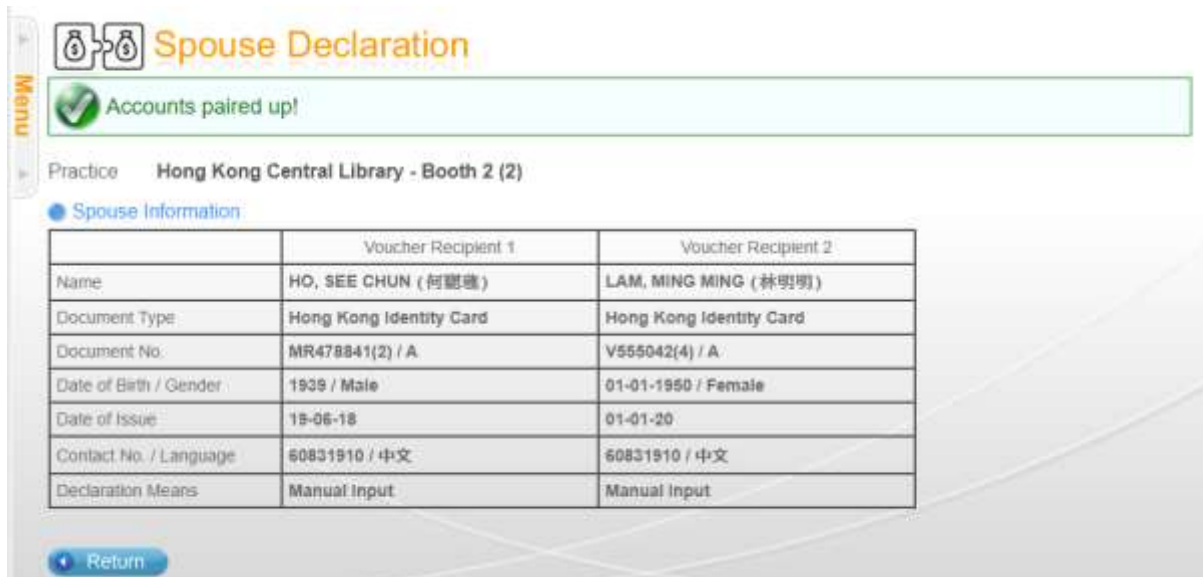 Menu
Spouse Declaration
Accounts paired up!
Practice Hong Kong Central Library - Booth 2 (2)
Spouse Information
Voucher Recipient 1 Voucher Recipient 2
Name HO, SEE CHUN (何) LAM, MING MING (林明明)
Document Type Hong Kong Identity Card Hong Kong Identity Card
Document No. MR478841(2) / A V555042(4) / A
Date of Birth / Gender 1939 / Male 01-01-1950 / Female
Date of Issue 19-06-18 01-01-20
Contact No. / Language 60831910 / 中文 60831910 / 中文
Declaration Means Manual Input Manual Input
Return